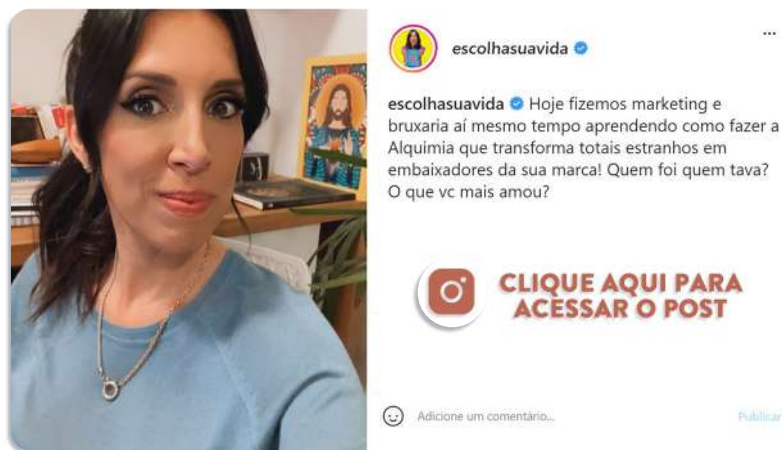 escolhasuavida
...
escolhasuavida Hoje fizemos marketing e
bruxaria aí mesmo tempo aprendendo como fazer a
Alquimia que transforma totais estranhos em
embaixadores da sua marca! Quem foi quem tava?
O que vc mais amou?
CLIQUE AQUI PARA
ACESSAR O POST
Adicione um comentário...
Publicar